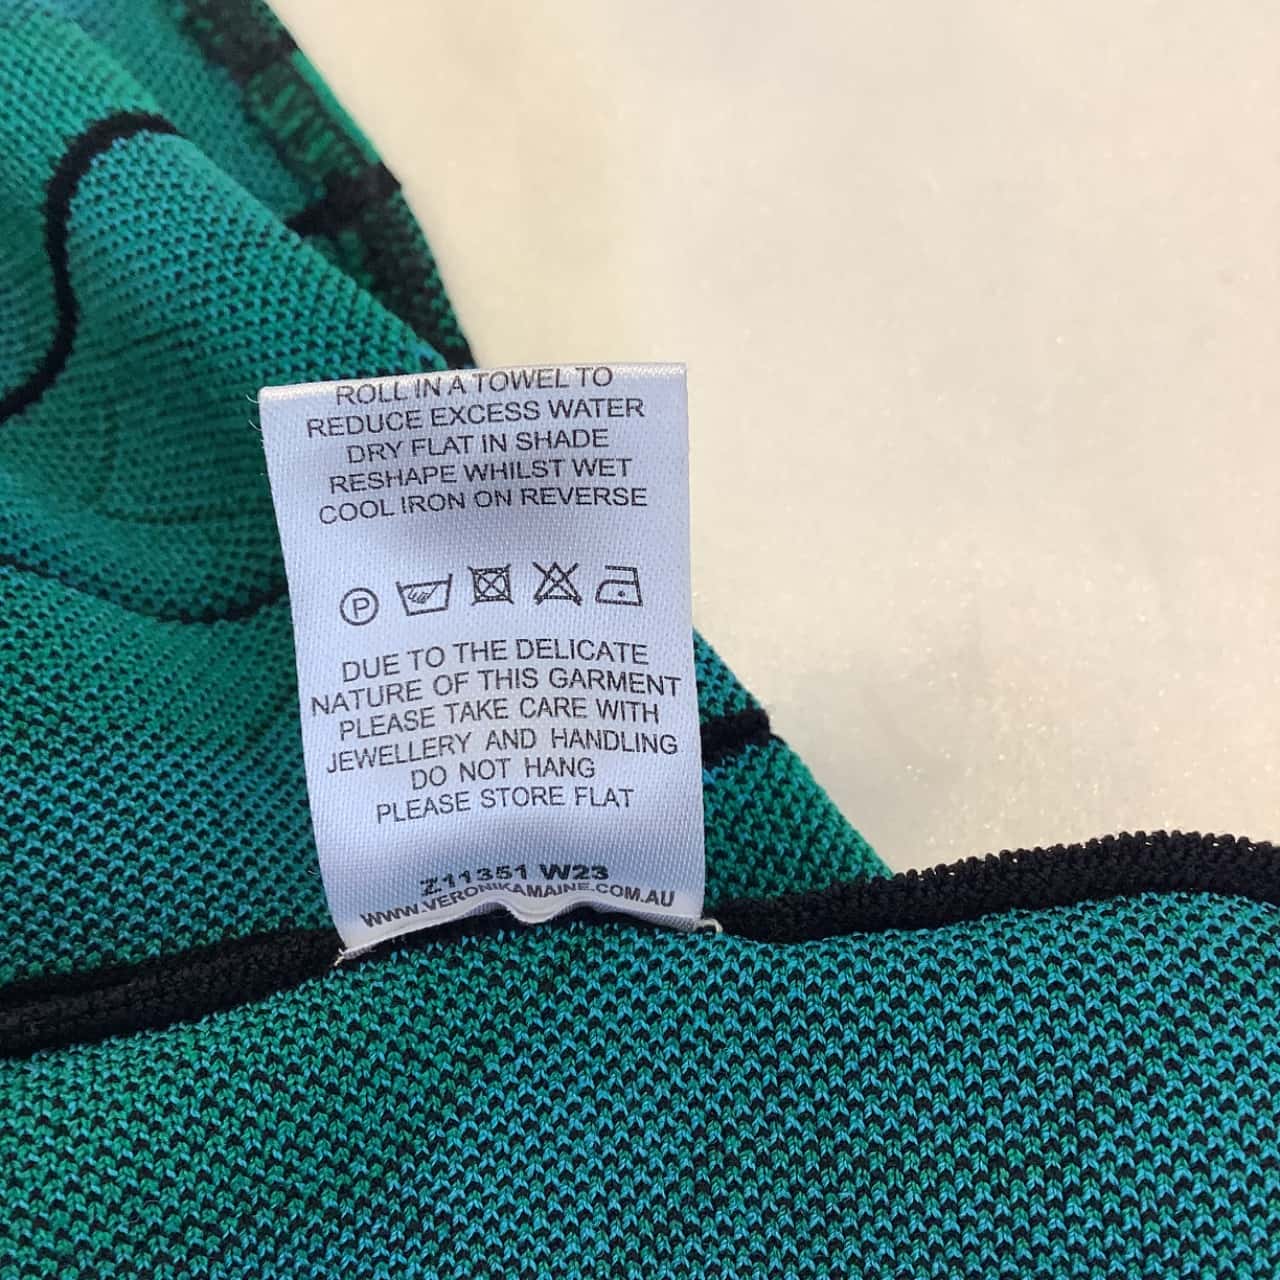 ROLL IN A TOWEL TO
REDUCE EXCESS WATER
DRY FLAT IN SHADE
RESHAPE WHILST WET
COOL IRON ON REVERSE
P
DUE TO THE DELICATE
NATURE OF THIS GARMENT
PLEASE TAKE CARE WITH
JEWELLERY AND HANDLING
DO NOT HANG
PLEASE STORE FLAT
Z11351 W23
WWW.VERONIKAMAINE.COM.AU